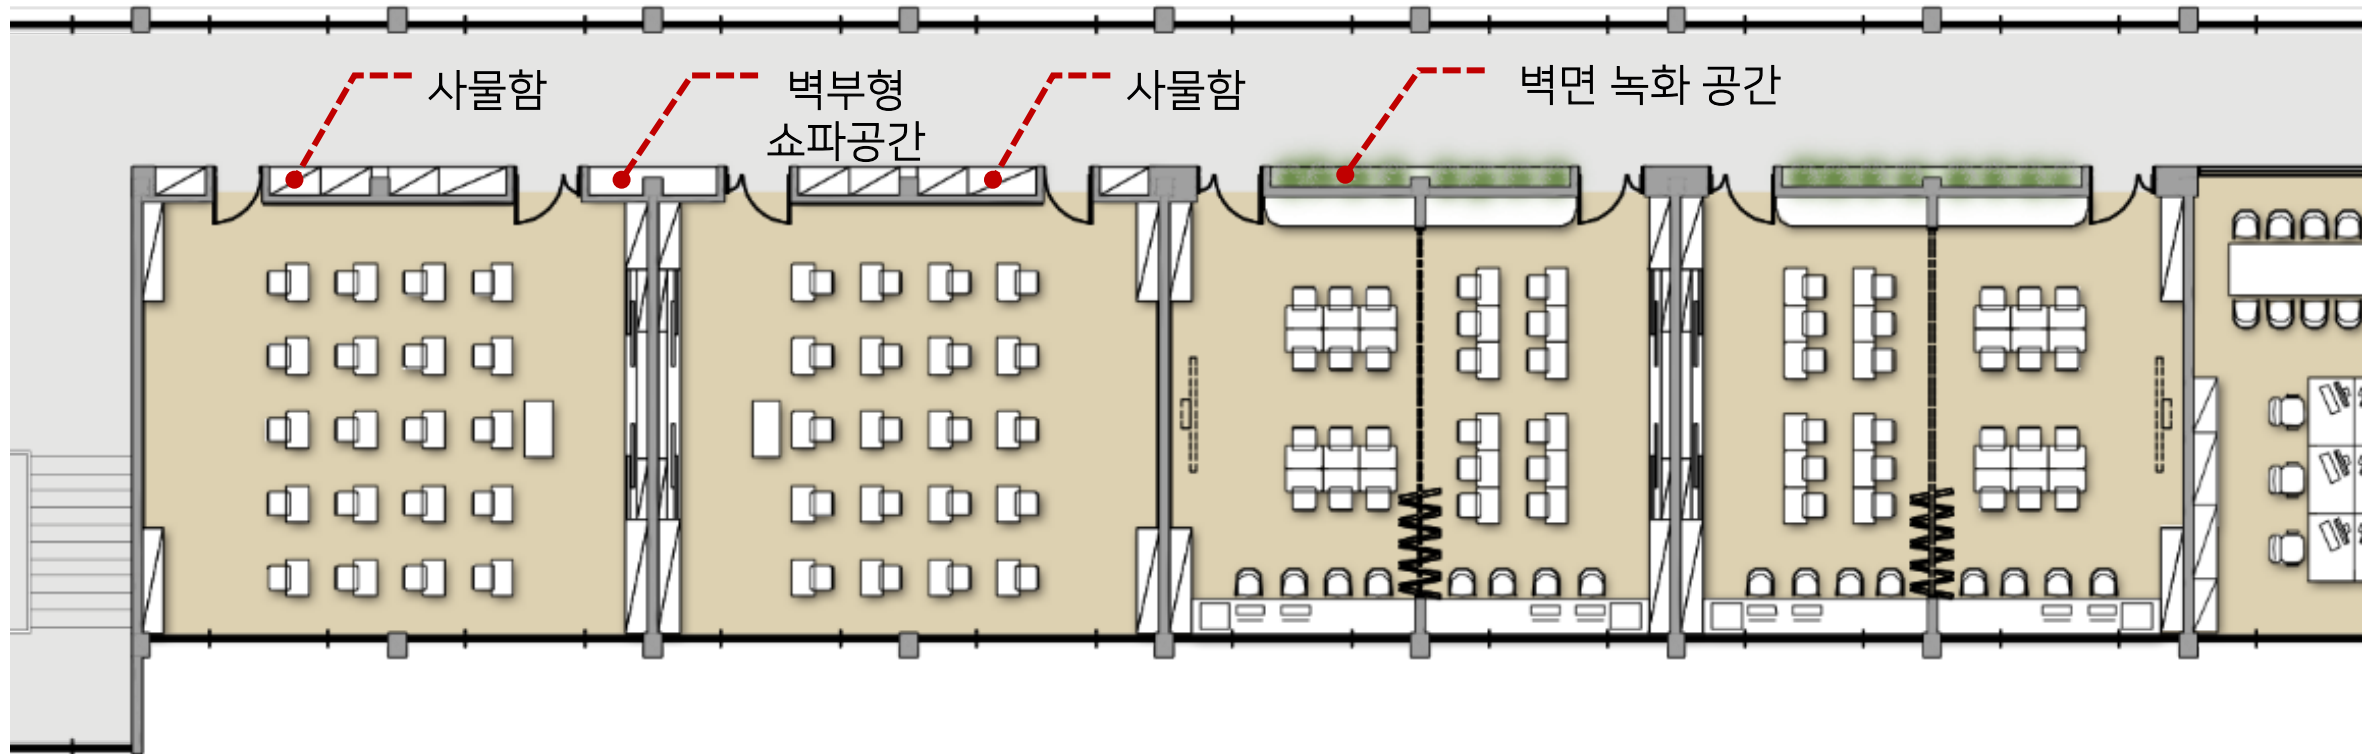 사물함
벽부형
쇼파공간
사물함
벽면 녹화 공간